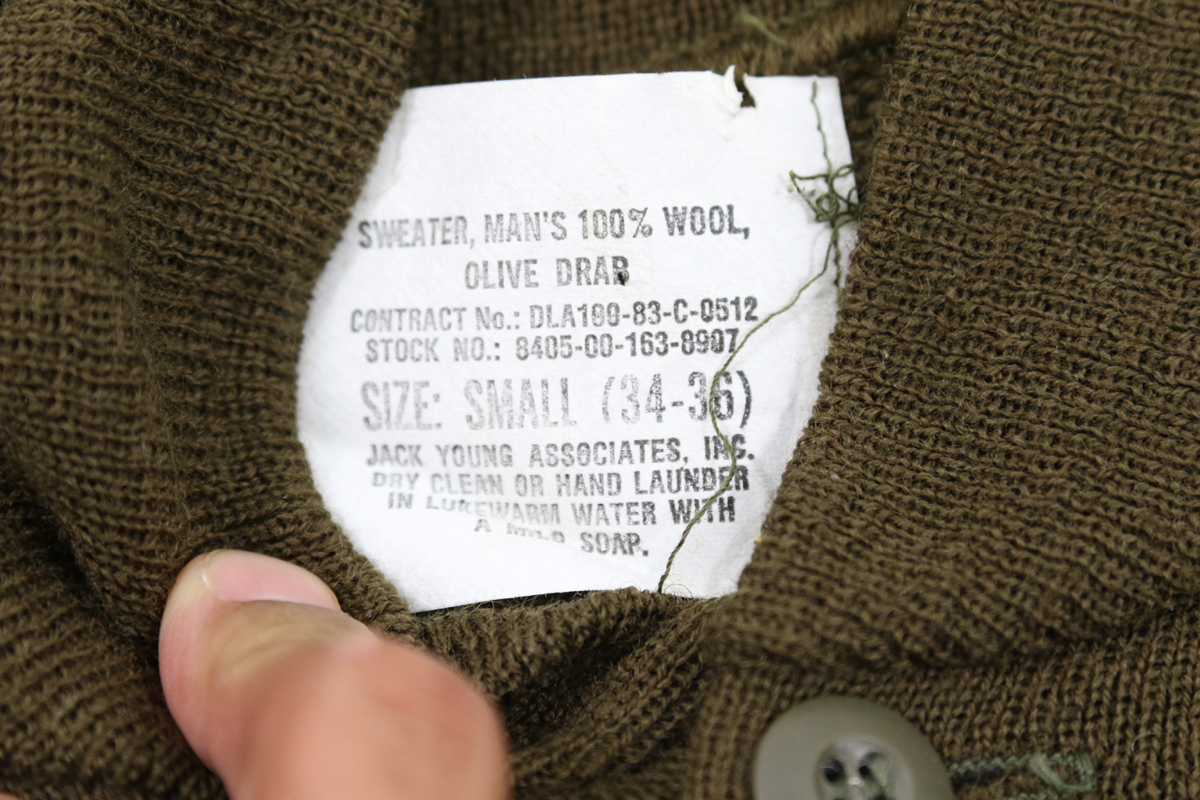 SWEATER, MAN'S 100% WOOL,
OLIVE DRAB
CONTRACT No.: DLA100-83-C-0512
STOCK NO.: 8405-00-163-8907
SIZE: SMALL (34-36)
JACK YOUNG ASSOCIATES, INC.
DRY CLEAN OR HAND LAUNDER
IN LUKEWARM WATER WITH
A MILD SOAP.